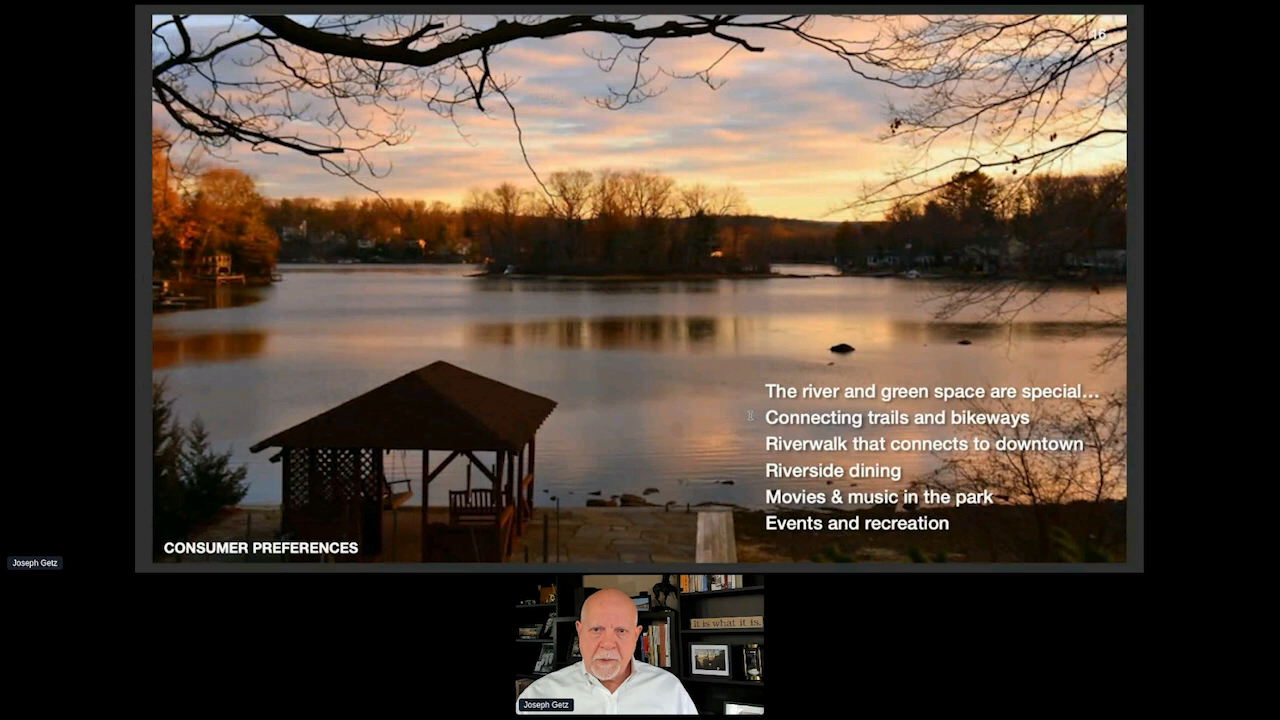 16
The river and green space are special...
Connecting trails and bikeways
Riverwalk that connects to downtown
Riverside dining
Movies & music in the park
Events and recreation
CONSUMER PREFERENCES
Joseph Getz
it is what it is.
Joseph Getz